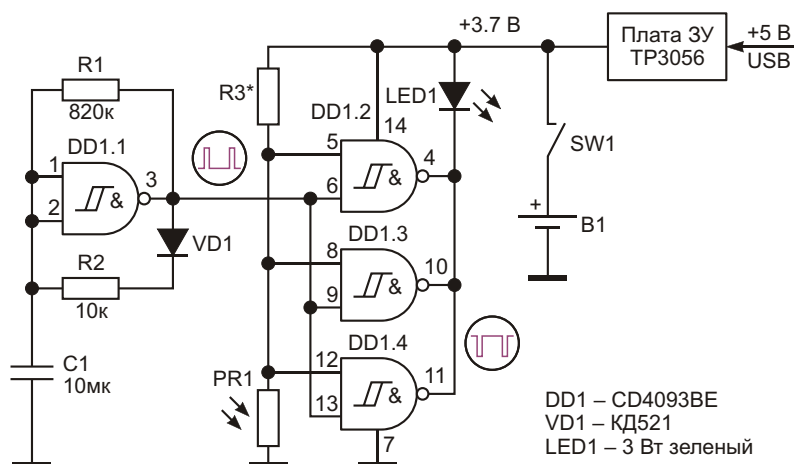 +3.7 В
Плата ЗУ
TP3056
+5 В
USB
R1
820к
R3*
DD1.2
LED1
14
DD1.1
1
2
3
&
5
6
4
&
SW1
VD1
+
B1
R2
10к
DD1.3
8
9
10
&
C1
10мк
DD1.4
PR1
12
13
11
&
7
DD1 – CD4093BE
VD1 – КД521
LED1 – 3 Вт зеленый